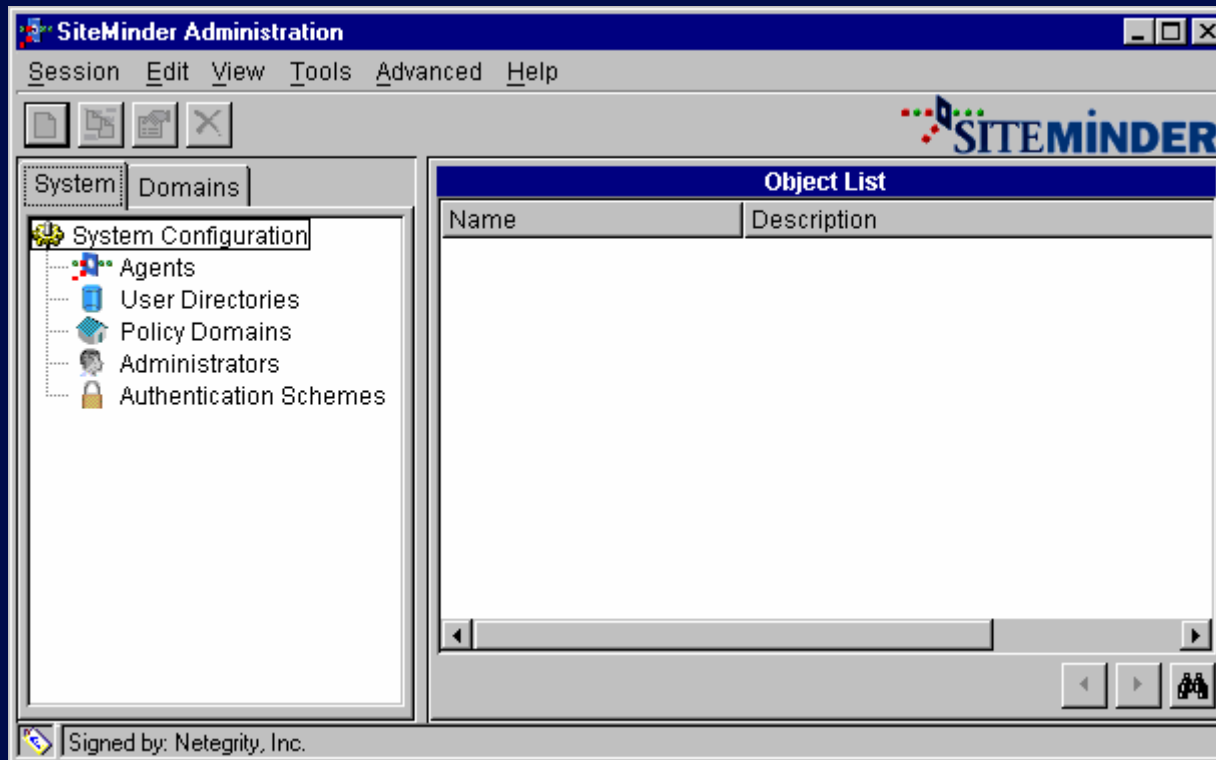 SiteMinder Administration
Session Edit View Tools Advanced Help
SITEMINDER
System Domains
Object List
Name Description
System Configuration
Agents
User Directories
Policy Domains
Administrators
Authentication Schemes
Signed by: Netegrity, Inc.